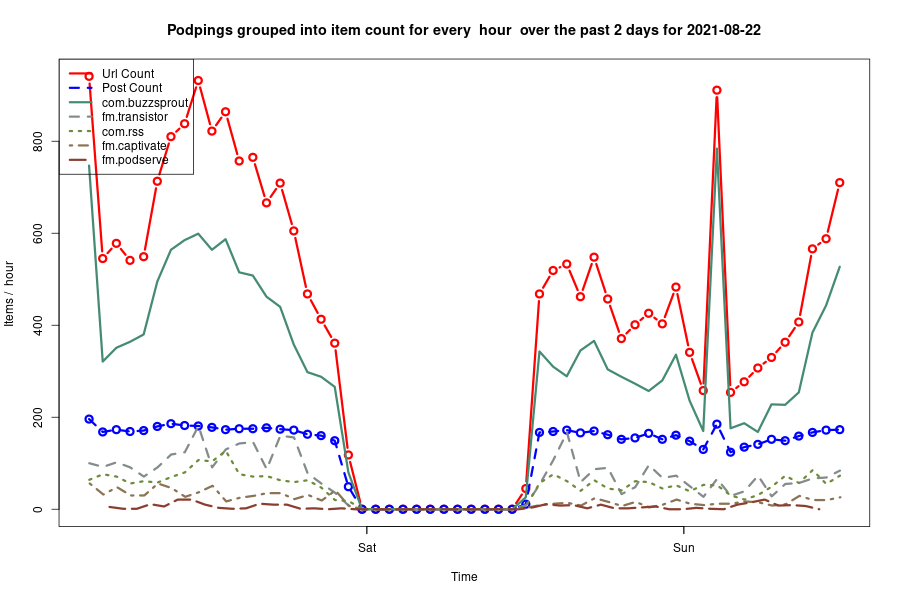 Podpings grouped into item count for every  hour  over the past 2 days for 2021-08-22
Url Count
Post Count
com.buzzsprout
fm.transistor
com.rss
fm.captivate
fm.podserve
Items / hour
800
600
400
200
0
Sat
Sun
Time